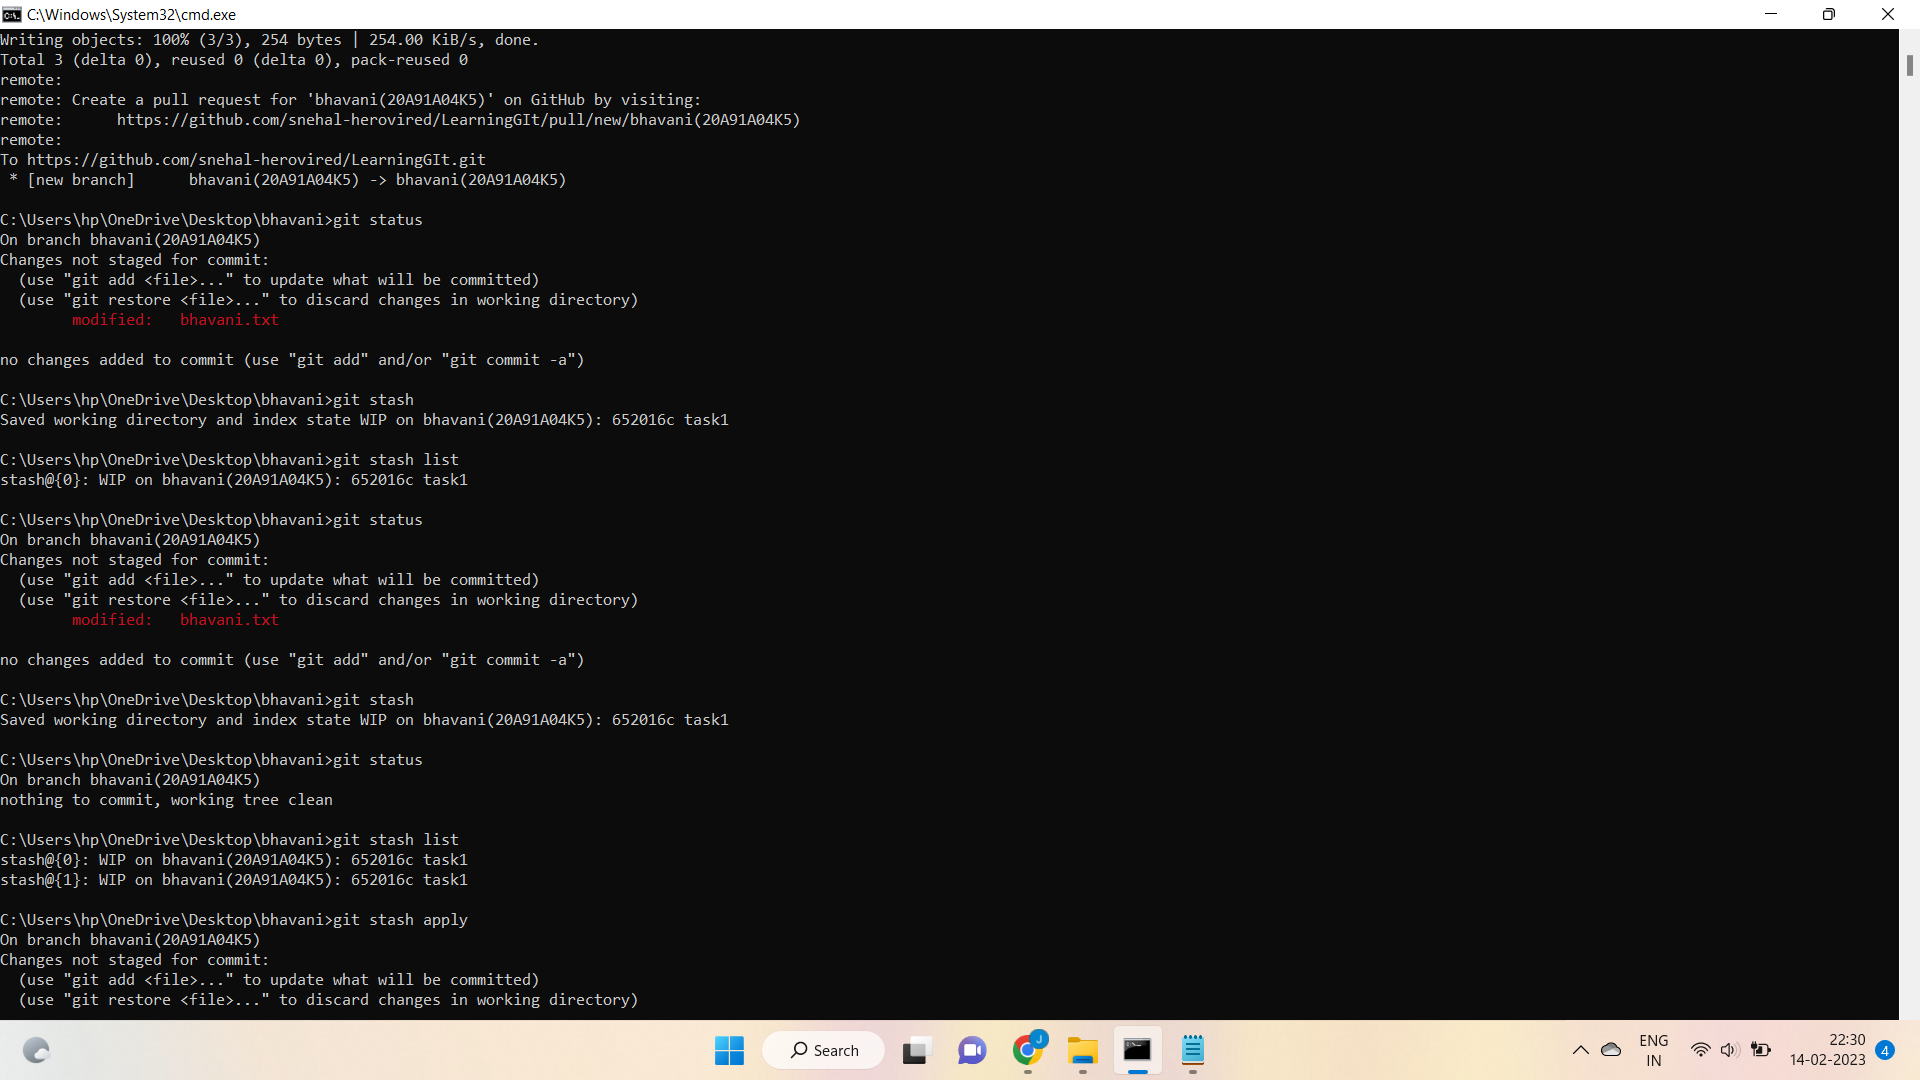 C:\Windows\System32\cmd.exe
Writing objects: 100% (3/3), 254 bytes | 254.00 KiB/s, done.
Total 3 (delta 0), reused 0 (delta 0), pack-reused 0
remote:
remote: Create a pull request for 'bhavani(20A91A04K5)' on GitHub by visiting:
remote:      https://github.com/snehal-herovired/LearningGIt/pull/new/bhavani(20A91A04K5)
remote:
To https://github.com/snehal-herovired/LearningGIt.git
 * [new branch]      bhavani(20A91A04K5) -> bhavani(20A91A04K5)
C:\Users\hp\OneDrive\Desktop\bhavani>git status
On branch bhavani(20A91A04K5)
Changes not staged for commit:
  (use "git add <file>..." to update what will be committed)
  (use "git restore <file>..." to discard changes in working directory)
        modified:   bhavani.txt
no changes added to commit (use "git add" and/or "git commit -a")
C:\Users\hp\OneDrive\Desktop\bhavani>git stash
Saved working directory and index state WIP on bhavani(20A91A04K5): 652016c task1
C:\Users\hp\OneDrive\Desktop\bhavani>git stash list
stash@{0}: WIP on bhavani(20A91A04K5): 652016c task1
C:\Users\hp\OneDrive\Desktop\bhavani>git status
On branch bhavani(20A91A04K5)
Changes not staged for commit:
  (use "git add <file>..." to update what will be committed)
  (use "git restore <file>..." to discard changes in working directory)
        modified:   bhavani.txt
no changes added to commit (use "git add" and/or "git commit -a")
C:\Users\hp\OneDrive\Desktop\bhavani>git stash
Saved working directory and index state WIP on bhavani(20A91A04K5): 652016c task1
C:\Users\hp\OneDrive\Desktop\bhavani>git status
On branch bhavani(20A91A04K5)
nothing to commit, working tree clean
C:\Users\hp\OneDrive\Desktop\bhavani>git stash list
stash@{0}: WIP on bhavani(20A91A04K5): 652016c task1
stash@{1}: WIP on bhavani(20A91A04K5): 652016c task1
C:\Users\hp\OneDrive\Desktop\bhavani>git stash apply
On branch bhavani(20A91A04K5)
Changes not staged for commit:
  (use "git add <file>..." to update what will be committed)
  (use "git restore <file>..." to discard changes in working directory)
Search
J
ENG
IN
22:30
14-02-2023
4